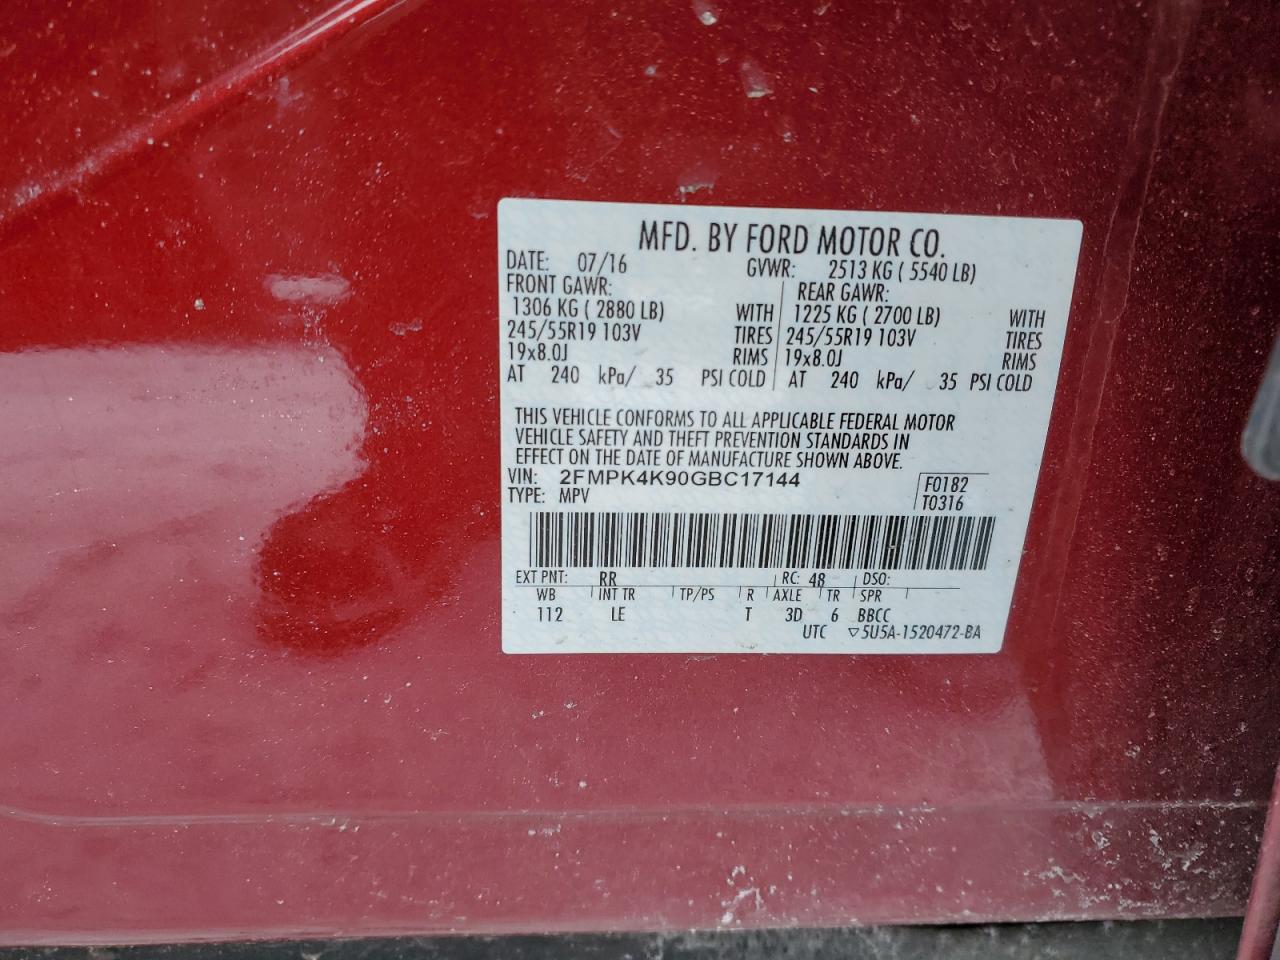 MFD. BY FORD MOTOR CO.
DATE: 07/16 GVWR: 2513 KG ( 5540 LB)
FRONT GAWR: REAR GAWR:
1306 KG ( 2880 LB) WITH 1225 KG ( 2700 LB) WITH
245/55R19 103V TIRES 245/55R19 103V TIRES
19x8.0J RIMS 19x8.0J RIMS
AT 240 kPa/ 35 PSI COLD AT 240 kPa/ 35 PSI COLD
THIS VEHICLE CONFORMS TO ALL APPLICABLE FEDERAL MOTOR
VEHICLE SAFETY AND THEFT PREVENTION STANDARDS IN
EFFECT ON THE DATE OF MANUFACTURE SHOWN ABOVE.
VIN: 2FMPK4K90GBC17144 F0182
TYPE: MPV T0316
EXT PNT: RR RC: 48 DSO:
WB INT TR TP/PS R AXLE TR SPR
112 LE T 3D 6 BBCC
UTC ▽5U5A-1520472-BA